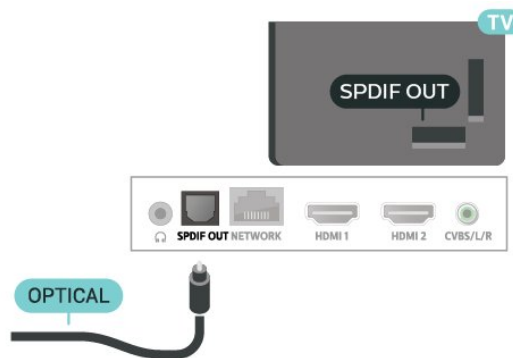 TV
SPDIF OUT
SPDIF OUT NETWORK HDMI 1 HDMI 2 CVBS/L/R
OPTICAL